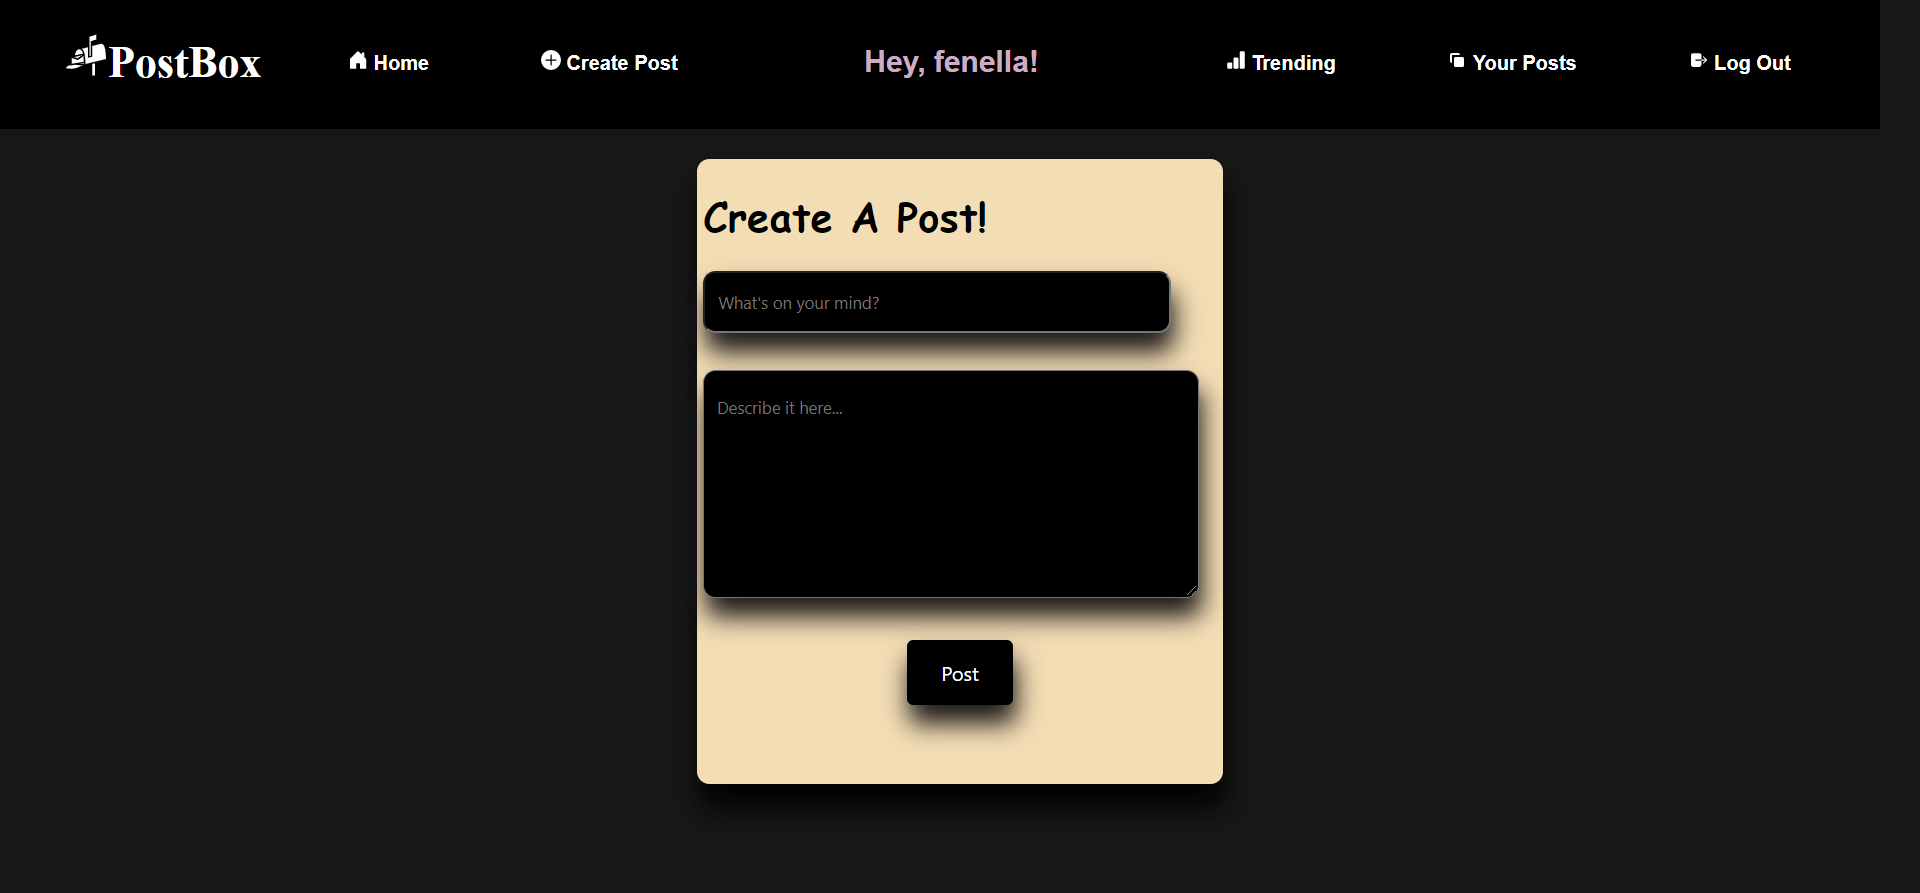 PostBox Home Create Post Hey, fenella! Trending Your Posts Log Out
Create A Post!
What's on your mind?
Describe it here...
Post